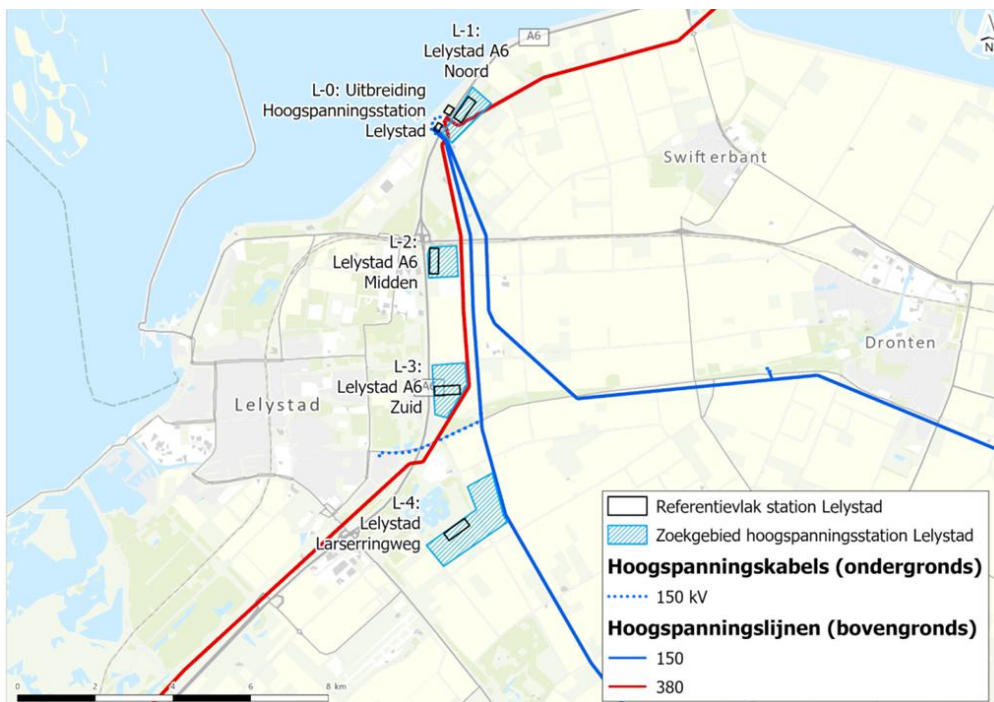 L-1:
Lelystad A6
Noord
A6
N
L-0: Uitbreiding
Hoogspanningsstation
Lelystad
Swifterbant
L-2:
Lelystad A6
Midden
Dronten
L-3:
Lelystad A6
Zuid
A6
Lelystad
L-4:
Lelystad
Larserringweg
Referentievlak station Lelystad
Zoekgebied hoogspanningsstation Lelystad
Hoogspanningskabels (ondergronds)
150 kV
Hoogspanningslijnen (bovengronds)
150
380
0 2 4 6 8 km